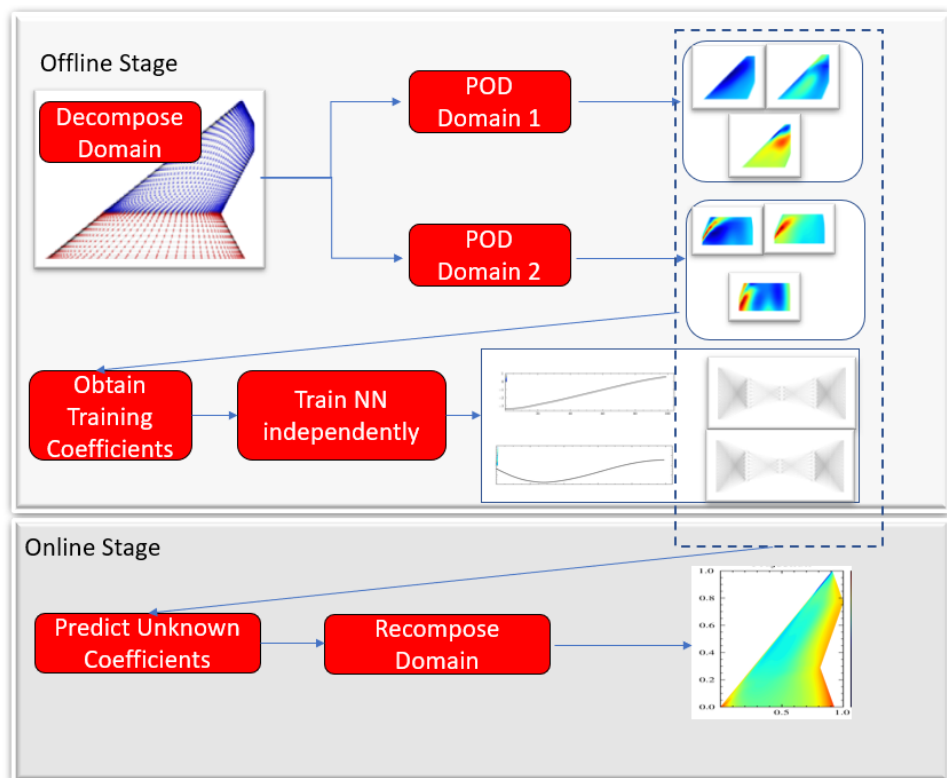 Offline Stage
Decompose
Domain
POD
Domain 1
POD
Domain 2
Obtain
Training
Coefficients
Train NN
independently
Online Stage
Predict Unknown
Coefficients
Recompose
Domain
1.0
0.8
0.6
0.4
0.2
0.0
0.5
1.0